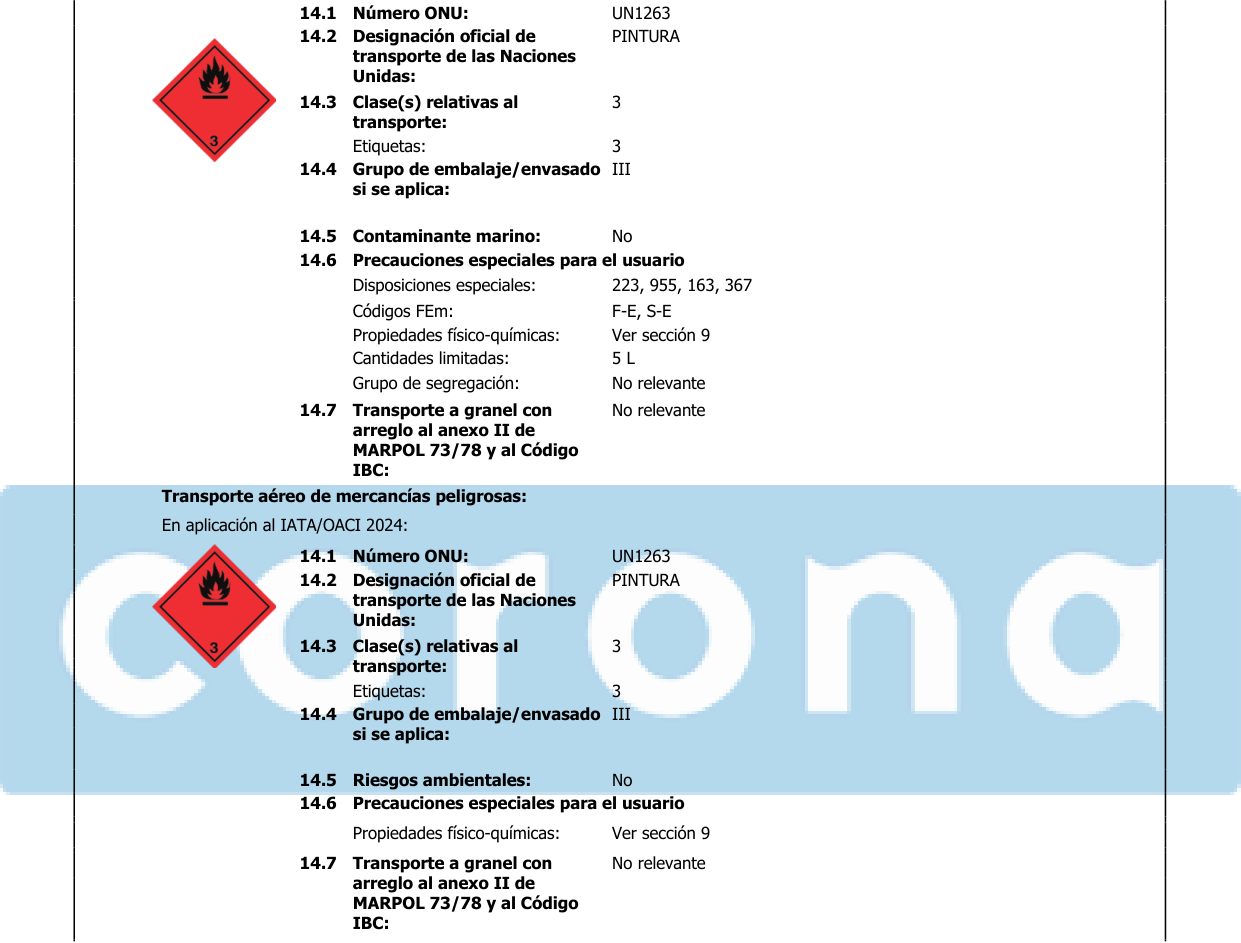 14.1 Número ONU: UN1263
14.2 Designación oficial de PINTURA
transporte de las Naciones
Unidas:
3
14.3 Clase(s) relativas al 3
transporte:
Etiquetas: 3
14.4 Grupo de embalaje/envasado III
si se aplica:
14.5 Contaminante marino: No
14.6 Precauciones especiales para el usuario
Disposiciones especiales: 223, 955, 163, 367
Códigos FEm: F-E, S-E
Propiedades físico-químicas: Ver sección 9
Cantidades limitadas: 5 L
Grupo de segregación: No relevante
14.7 Transporte a granel con No relevante
arreglo al anexo II de
MARPOL 73/78 y al Código
IBC:
Transporte aéreo de mercancías peligrosas:
En aplicación al IATA/OACI 2024:
corona
14.1 Número ONU: UN1263
14.2 Designación oficial de PINTURA
transporte de las Naciones
Unidas:
3
14.3 Clase(s) relativas al 3
transporte:
Etiquetas: 3
14.4 Grupo de embalaje/envasado III
si se aplica:
14.5 Riesgos ambientales: No
14.6 Precauciones especiales para el usuario
Propiedades físico-químicas: Ver sección 9
14.7 Transporte a granel con No relevante
arreglo al anexo II de
MARPOL 73/78 y al Código
IBC: